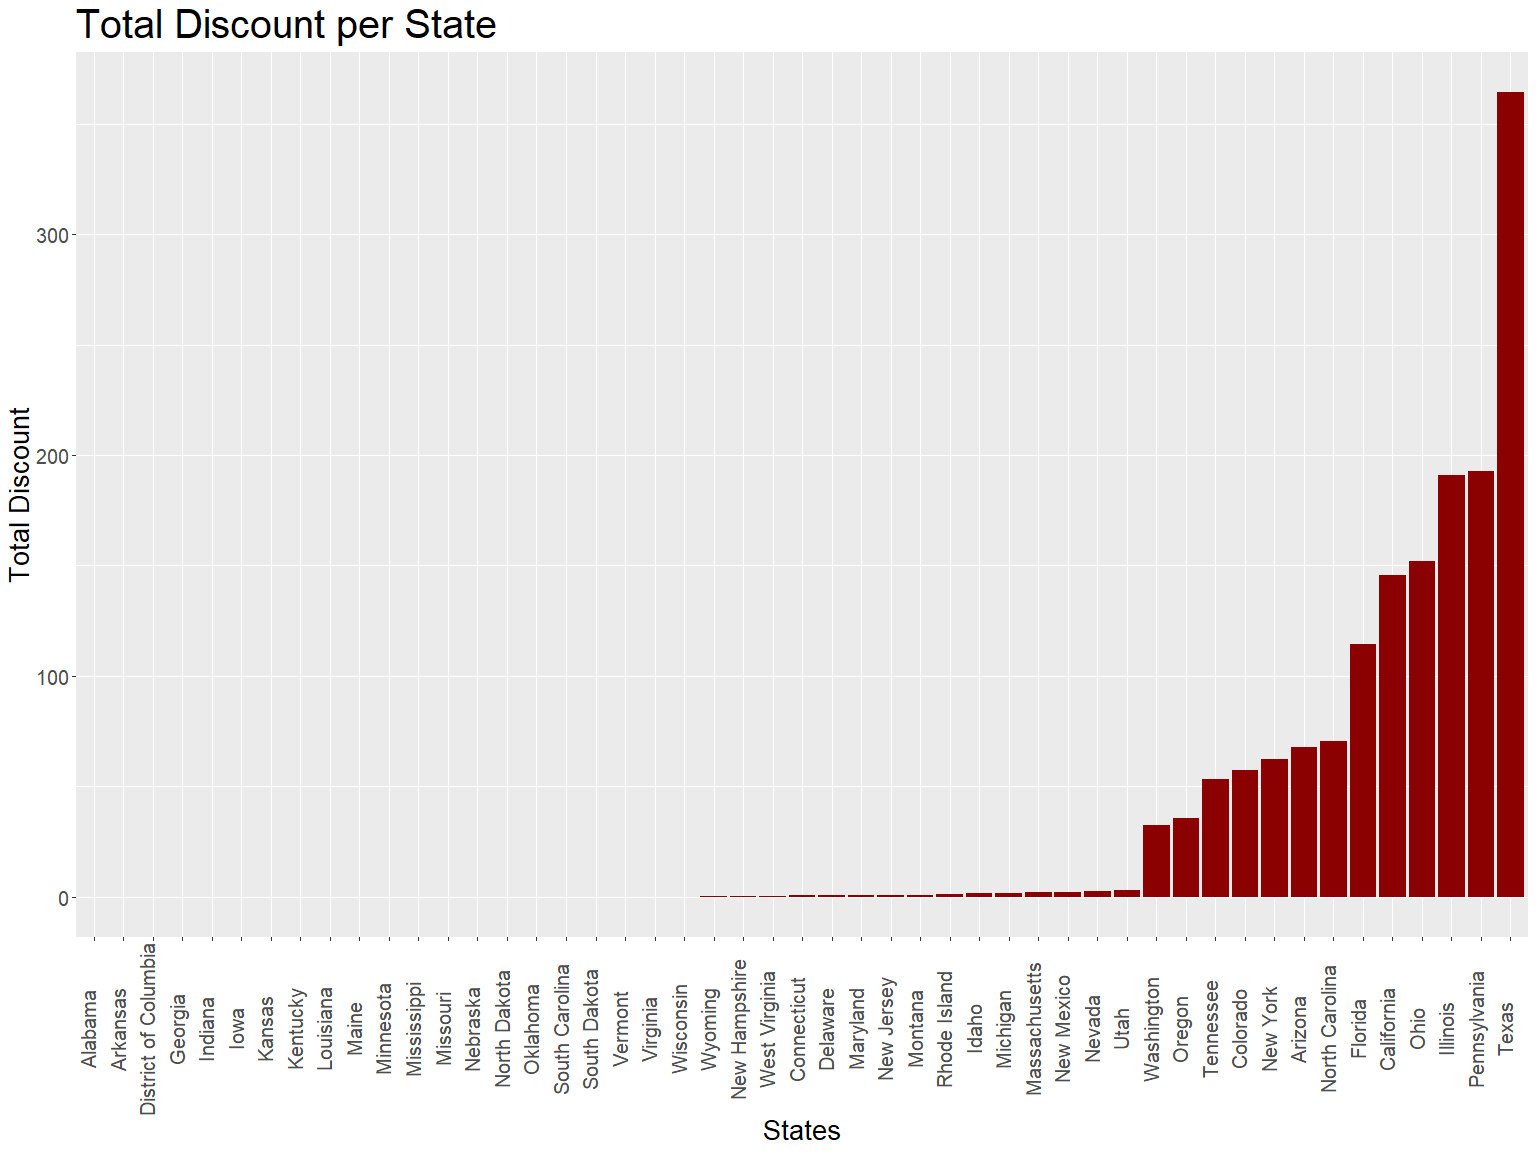 Total Discount per State
Total Discount
300
200
100
0
Alabama
Arkansas
District of Columbia
Georgia
Indiana
Iowa
Kansas
Kentucky
Louisiana
Maine
Minnesota
Mississippi
Missouri
Nebraska
North Dakota
Oklahoma
South Carolina
South Dakota
Vermont
Virginia
Wisconsin
Wyoming
New Hampshire
West Virginia
Connecticut
Delaware
Maryland
New Jersey
Montana
Rhode Island
Idaho
Michigan
Massachusetts
New Mexico
Nevada
Utah
Washington
Oregon
Tennessee
Colorado
New York
Arizona
North Carolina
Florida
California
Ohio
Illinois
Pennsylvania
Texas
States